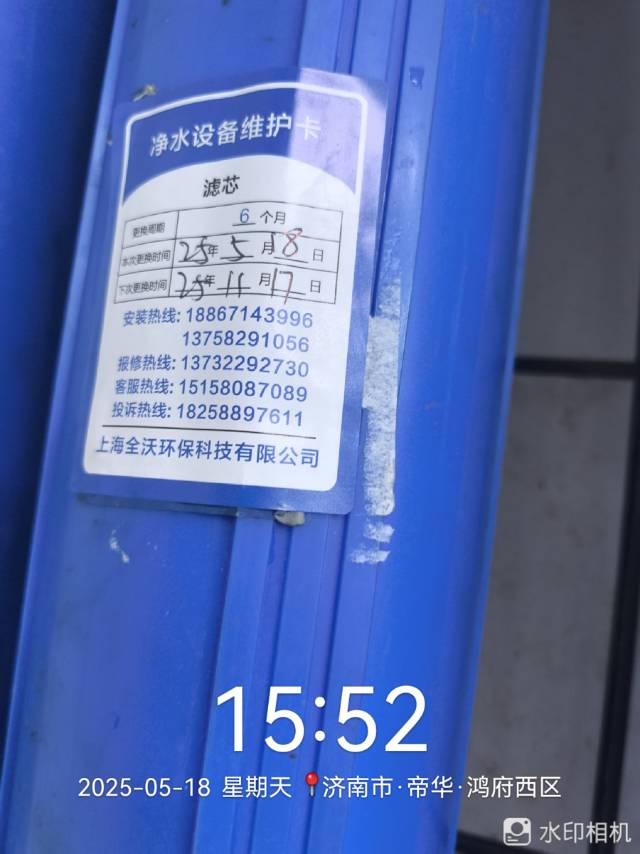 净水设备维护卡
滤芯
更换周期 6 个月
本次更换时间 25年 5 月 18 日
下次更换时间 25年 11 月 17 日
安装热线: 18867143996
13758291056
报修热线: 13732292730
客服热线: 15158087089
投诉热线: 18258897611
上海全沃环保科技有限公司
15:52
2025-05-18 星期天 📍济南市·帝华·鸿府西区
水印相机